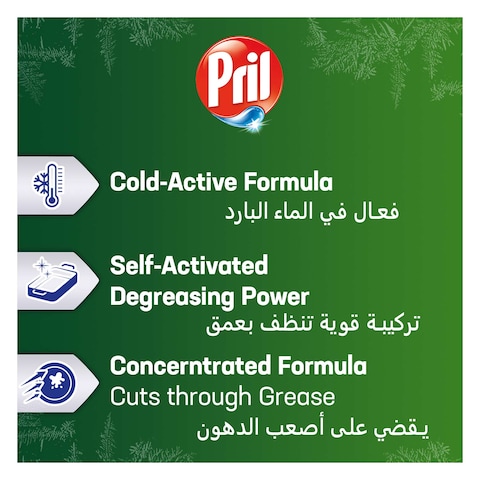 Pril
Cold-Active Formula
فعال في الماء البارد
Self-Activated
Degreasing Power
تركيبة قوية تنظف بعمق
Concerntrated Formula
Cuts through Grease
يقضي على أصعب الدهون